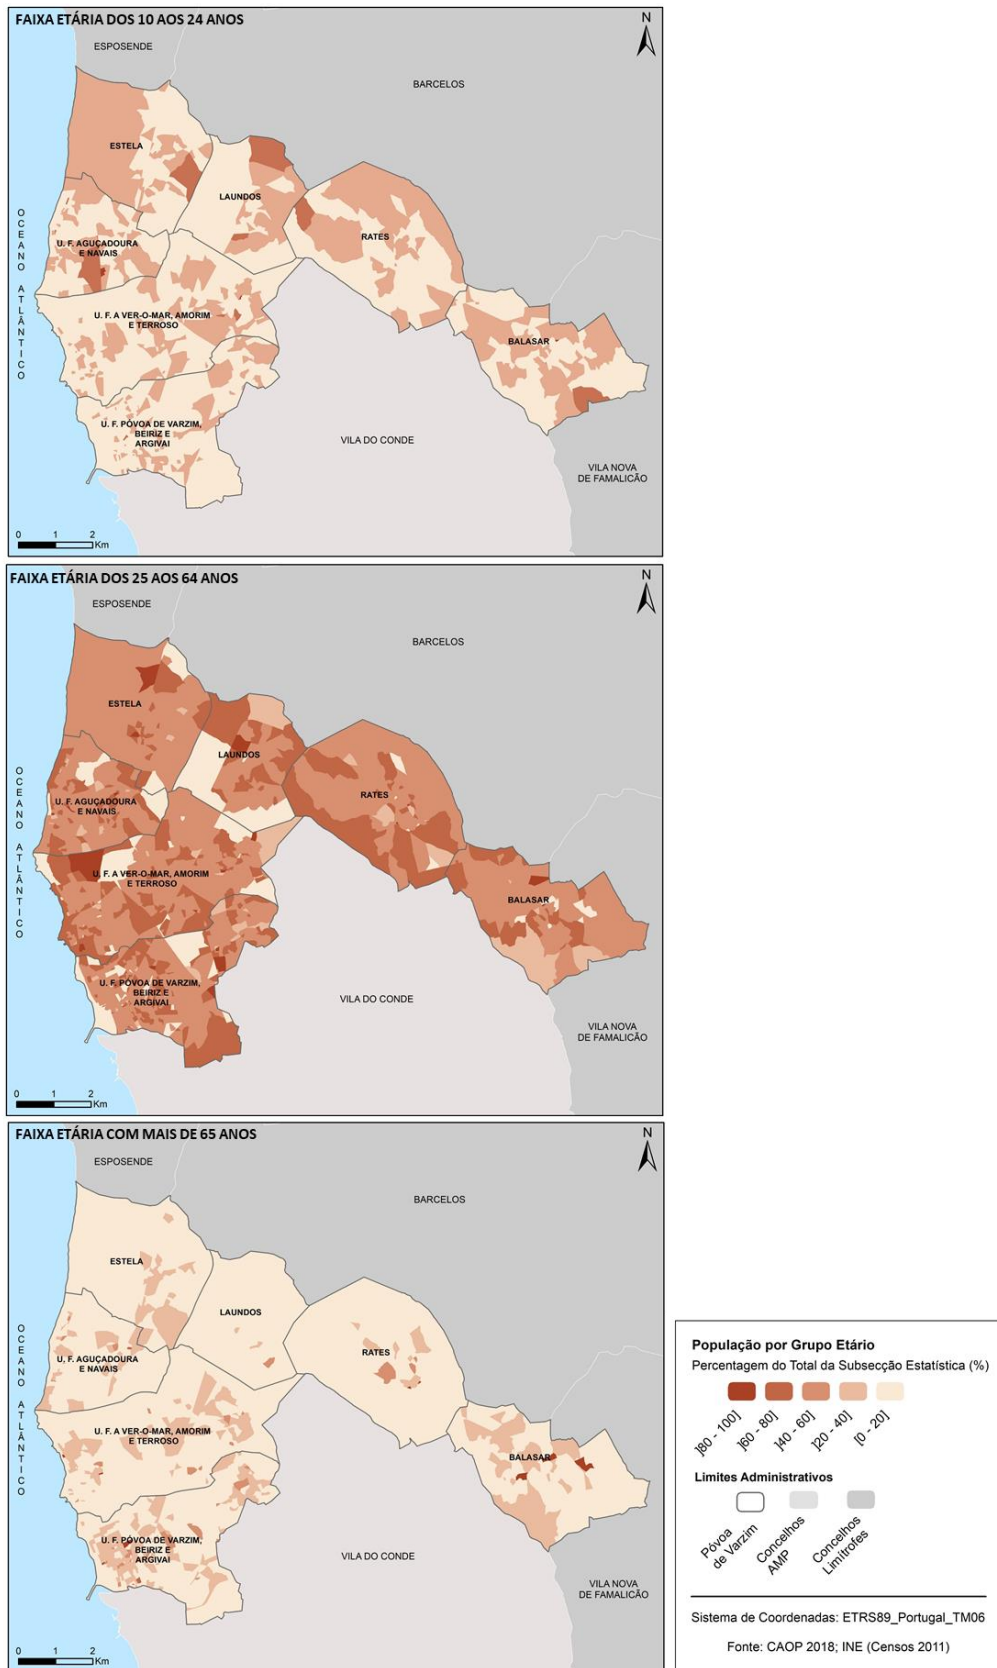 FAIXA ETÁRIA DOS 10 AOS 24 ANOS
ESPOSENDE
N
BARCELOS
ESTELA
LAUNDOS
RATES
OCEANO ATLÂNTICO
U. F. AGUÇADOURA
E NAVAIS
U. F. A VER-O-MAR, AMORIM
E TERROSO
BALASAR
U. F. PÓVOA DE VARZIM,
BEIRIZ E
ARGIVAI
VILA DO CONDE
VILA NOVA
DE FAMALICÃO
0 1 2
Km
FAIXA ETÁRIA DOS 25 AOS 64 ANOS
ESPOSENDE
N
BARCELOS
ESTELA
LAUNDOS
RATES
OCEANO ATLÂNTICO
U. F. AGUÇADOURA
E NAVAIS
U. F. A VER-O-MAR, AMORIM
E TERROSO
BALASAR
U. F. PÓVOA DE VARZIM,
BEIRIZ E
ARGIVAI
VILA DO CONDE
VILA NOVA
DE FAMALICÃO
0 1 2
Km
FAIXA ETÁRIA COM MAIS DE 65 ANOS
ESPOSENDE
N
BARCELOS
ESTELA
LAUNDOS
RATES
OCEANO ATLÂNTICO
U. F. AGUÇADOURA
E NAVAIS
U. F. A VER-O-MAR, AMORIM
E TERROSO
BALASAR
U. F. PÓVOA DE VARZIM,
BEIRIZ E
ARGIVAI
VILA DO CONDE
VILA NOVA
DE FAMALICÃO
0 1 2
Km
População por Grupo Etário
Percentagem do Total da Subsecção Estatística (%)
]80 - 100]
]60 - 80]
]40 - 60]
]20 - 40]
[0 - 20]
Limites Administrativos
Póvoa
de Varzim
Concelhos
AMP
Concelhos
Limítrofes
Sistema de Coordenadas: ETRS89_Portugal_TM06
Fonte: CAOP 2018; INE (Censos 2011)